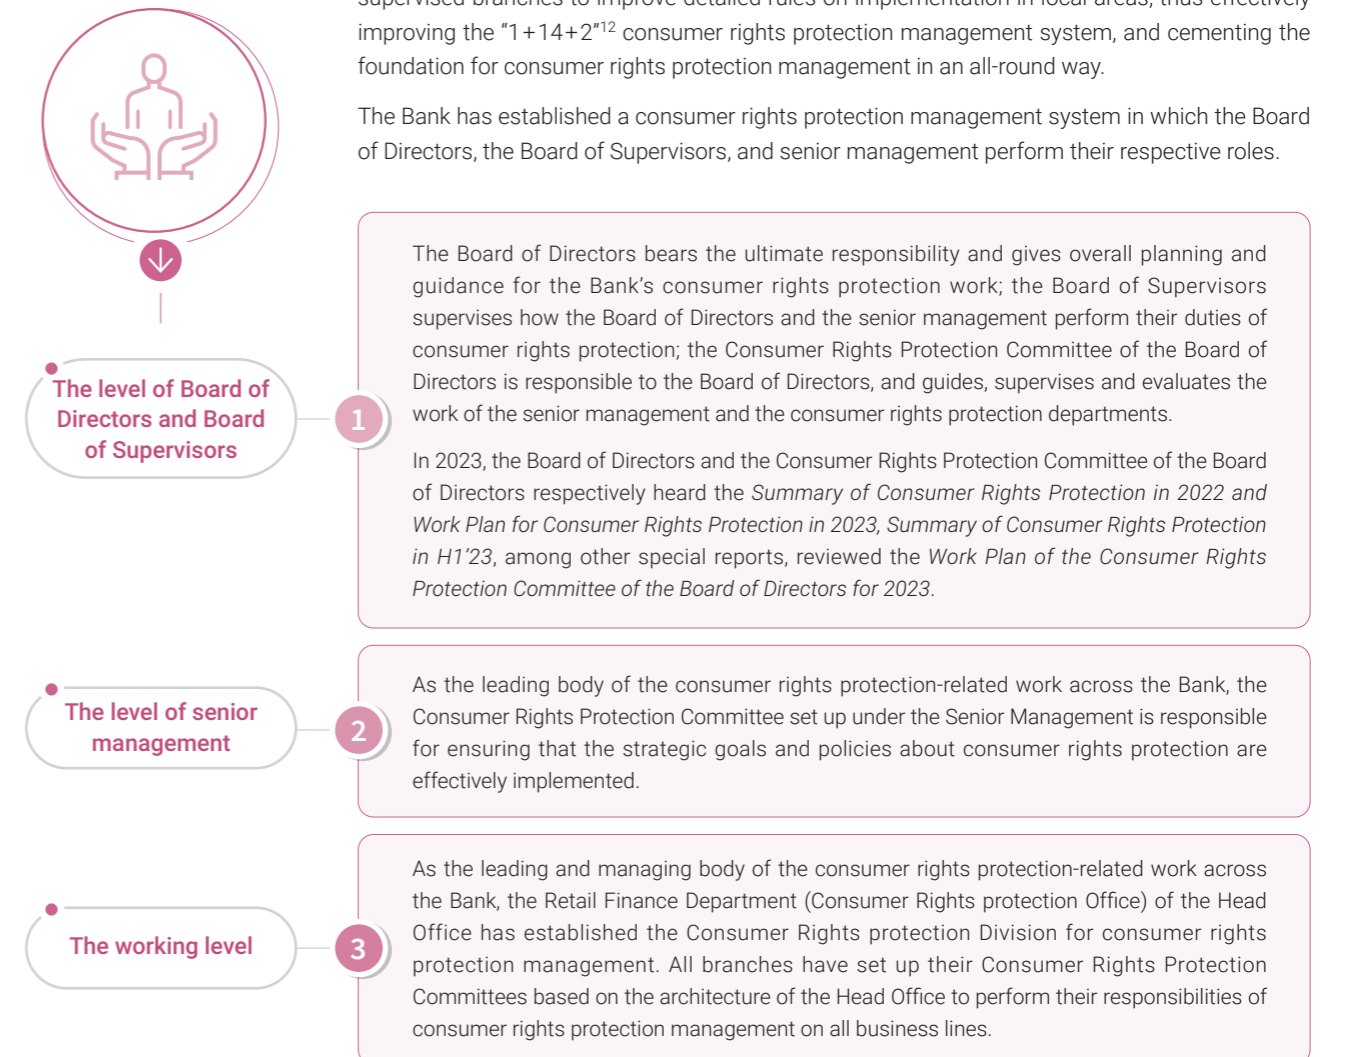 supervised branches to improve detailed rules on implementation in local areas, thus effectively
improving the “1+14+2”12 consumer rights protection management system, and cementing the
foundation for consumer rights protection management in an all-round way.
The Bank has established a consumer rights protection management system in which the Board
of Directors, the Board of Supervisors, and senior management perform their respective roles.
The level of Board of
Directors and Board
of Supervisors
1
The Board of Directors bears the ultimate responsibility and gives overall planning and
guidance for the Bank’s consumer rights protection work; the Board of Supervisors
supervises how the Board of Directors and the senior management perform their duties of
consumer rights protection; the Consumer Rights Protection Committee of the Board of
Directors is responsible to the Board of Directors, and guides, supervises and evaluates the
work of the senior management and the consumer rights protection departments.
In 2023, the Board of Directors and the Consumer Rights Protection Committee of the Board
of Directors respectively heard the Summary of Consumer Rights Protection in 2022 and
Work Plan for Consumer Rights Protection in 2023, Summary of Consumer Rights Protection
in H1’23, among other special reports, reviewed the Work Plan of the Consumer Rights
Protection Committee of the Board of Directors for 2023.
The level of senior
management
2
As the leading body of the consumer rights protection-related work across the Bank, the
Consumer Rights Protection Committee set up under the Senior Management is responsible
for ensuring that the strategic goals and policies about consumer rights protection are
effectively implemented.
The working level
3
As the leading and managing body of the consumer rights protection-related work across
the Bank, the Retail Finance Department (Consumer Rights protection Office) of the Head
Office has established the Consumer Rights protection Division for consumer rights
protection management. All branches have set up their Consumer Rights Protection
Committees based on the architecture of the Head Office to perform their responsibilities of
consumer rights protection management on all business lines.